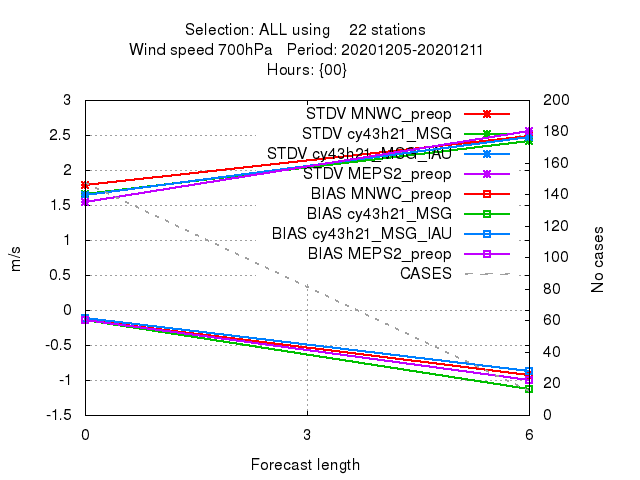 Selection: ALL using 22 stations
Wind speed 700hPa Period: 20201205-20201211
Hours: {00}
3 200
STDV MNWC_preop
2.5 180
STDV cy43h21_MSG
2 160
STDV cy43h21_MSG_IAU
STDV MEPS2_preop
1.5 140
BIAS MNWC_preop
1 120
BIAS cy43h21_MSG
BIAS cy43h21_MSG_IAU
0.5 100
BIAS MEPS2_preop
CASES
0 80
-0.5 60
-1 40
-1.5 20
0
m/s
No cases
0 3 6
Forecast length